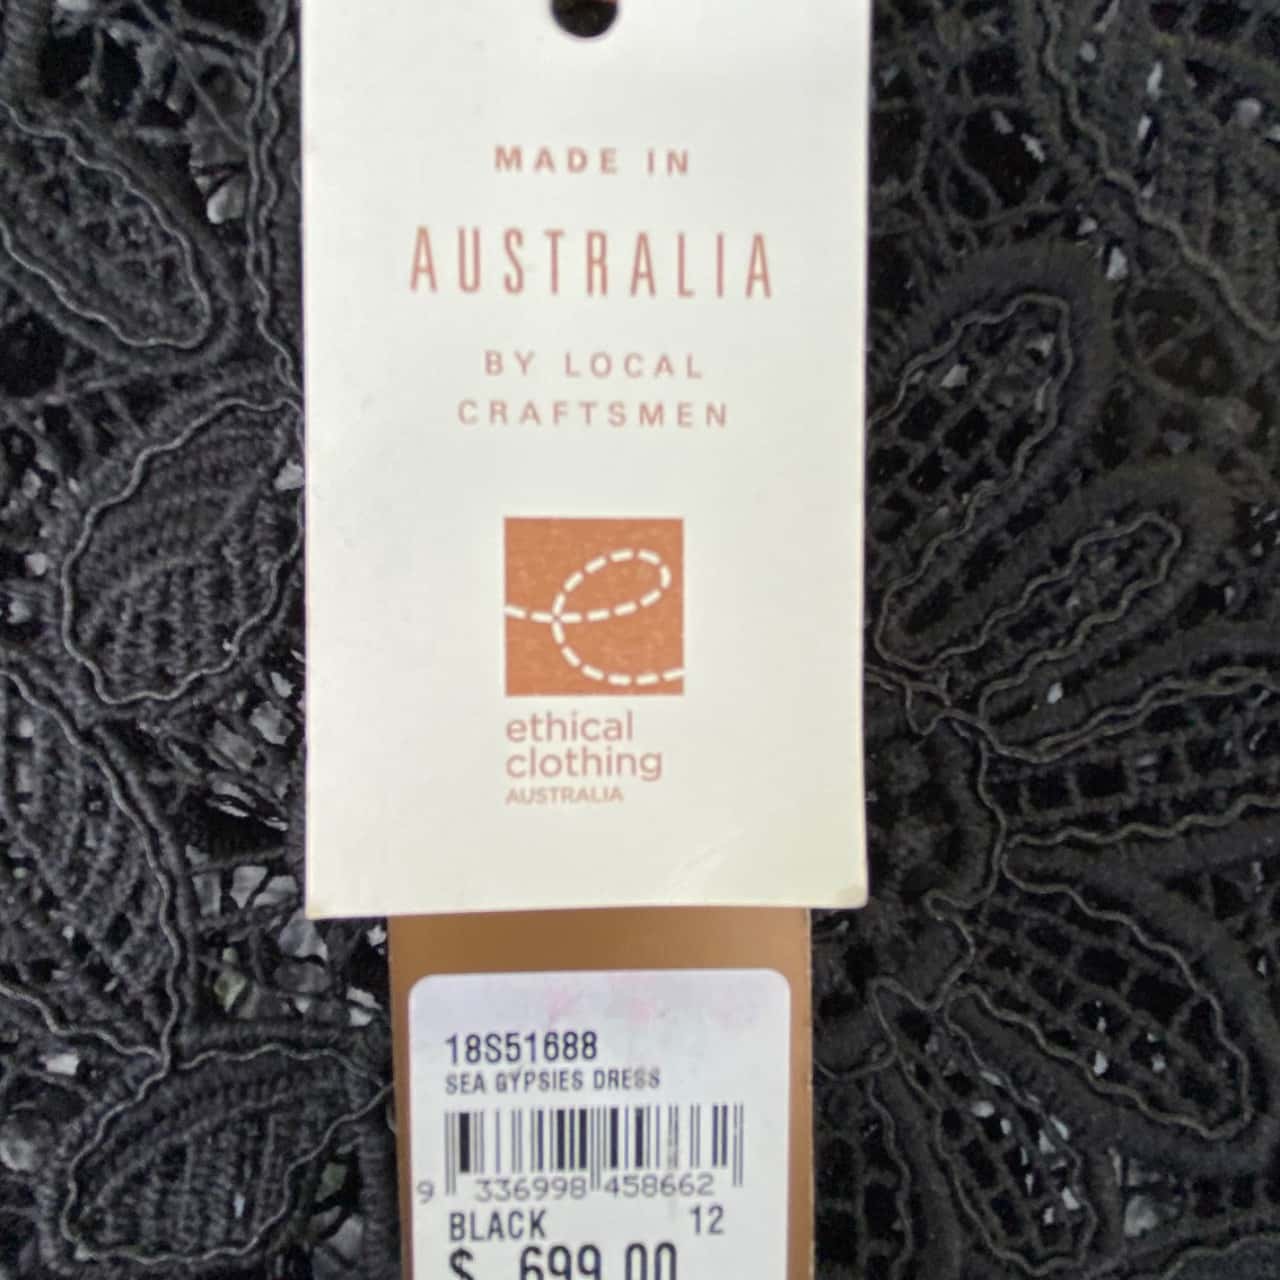 MADE IN
AUSTRALIA
BY LOCAL
CRAFTSMEN
ethical
clothing
AUSTRALIA
18S51688
SEA GYPSIES DRESS
9 336998 458662
BLACK 12
$ 699.00